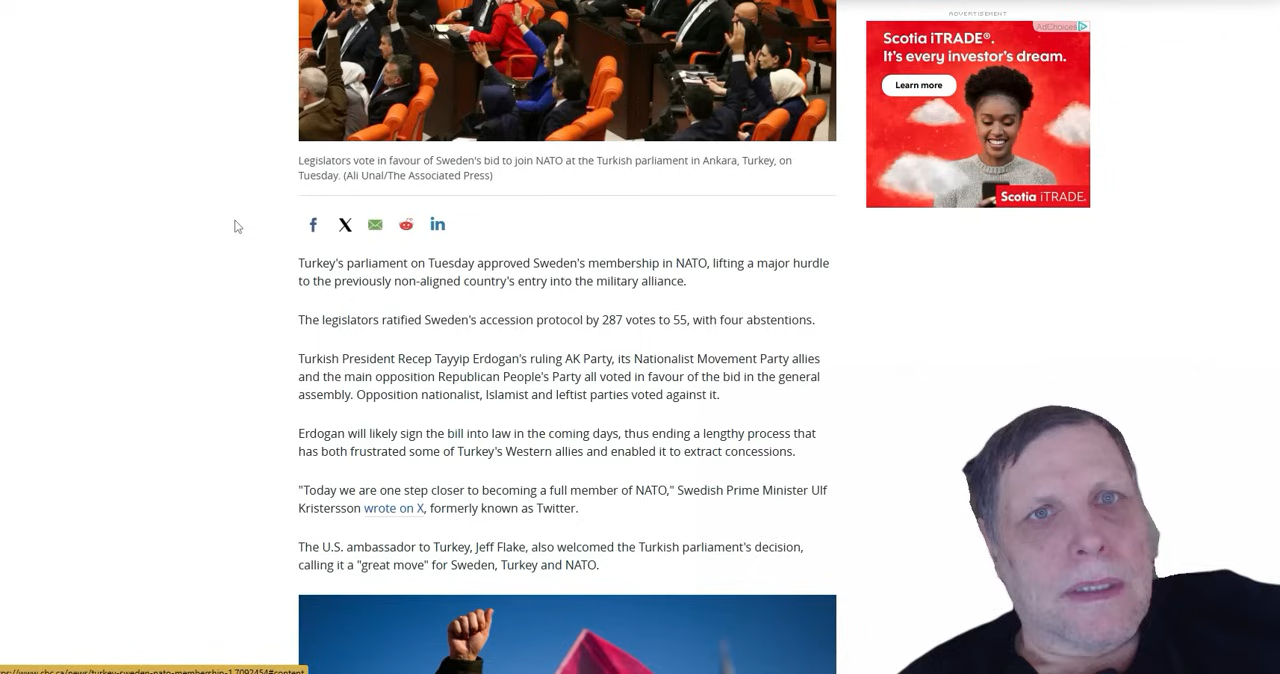 ADVERTISEMENT
AdChoices
Scotia iTRADE®.
It's every investor's dream.
Learn more
Scotia iTRADE®
Legislators vote in favour of Sweden's bid to join NATO at the Turkish parliament in Ankara, Turkey, on
Tuesday. (Ali Unal/The Associated Press)
Turkey's parliament on Tuesday approved Sweden's membership in NATO, lifting a major hurdle
to the previously non-aligned country's entry into the military alliance.
The legislators ratified Sweden's accession protocol by 287 votes to 55, with four abstentions.
Turkish President Recep Tayyip Erdogan's ruling AK Party, its Nationalist Movement Party allies
and the main opposition Republican People's Party all voted in favour of the bid in the general
assembly. Opposition nationalist, Islamist and leftist parties voted against it.
Erdogan will likely sign the bill into law in the coming days, thus ending a lengthy process that
has both frustrated some of Turkey's Western allies and enabled it to extract concessions.
"Today we are one step closer to becoming a full member of NATO," Swedish Prime Minister Ulf
Kristersson wrote on X, formerly known as Twitter.
The U.S. ambassador to Turkey, Jeff Flake, also welcomed the Turkish parliament's decision,
calling it a "great move" for Sweden, Turkey and NATO.